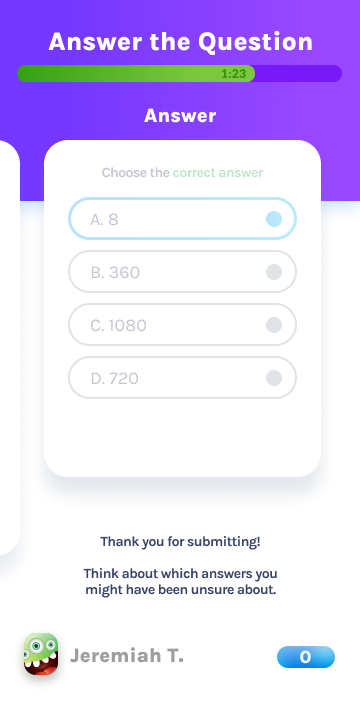 Answer the Question
1:23
Answer
Choose the correct answer
A. 8
B. 360
C. 1080
D. 720
Thank you for submitting!
Think about which answers you
might have been unsure about.
Jeremiah T.
0